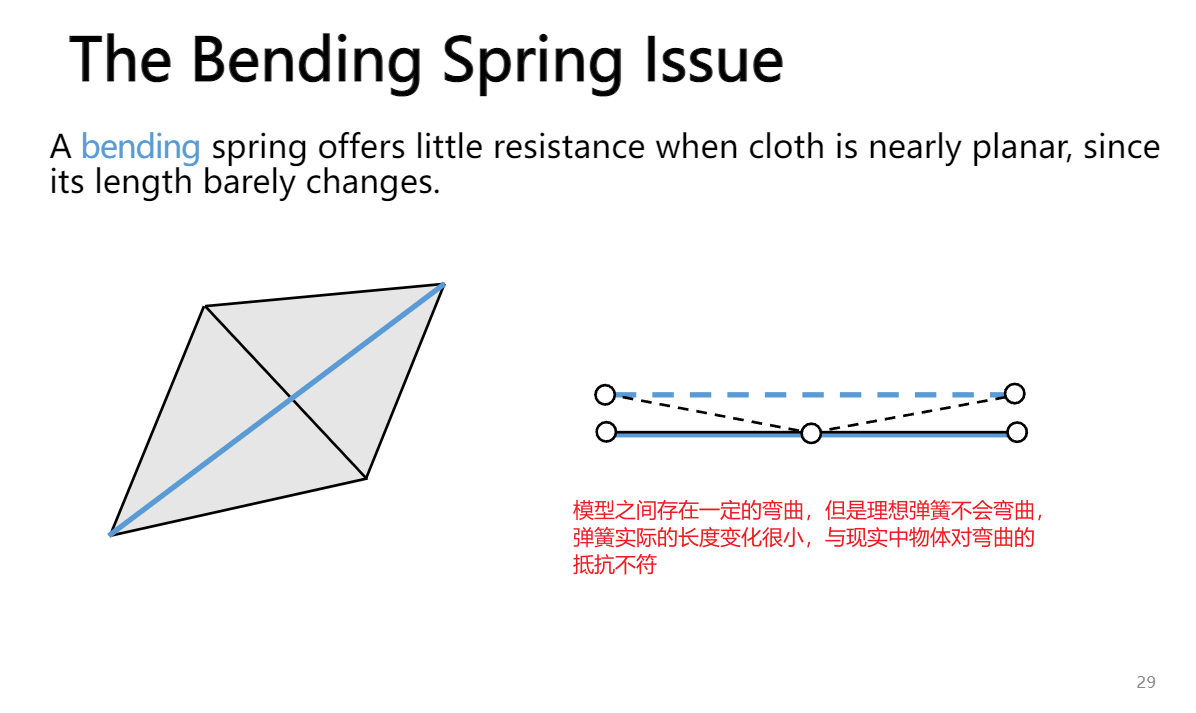 The Bending Spring Issue
A bending spring offers little resistance when cloth is nearly planar, since
its length barely changes.
模型之间存在一定的弯曲，但是理想弹簧不会弯曲，
弹簧实际的长度变化很小，与现实中物体对弯曲的
抵抗不符
29